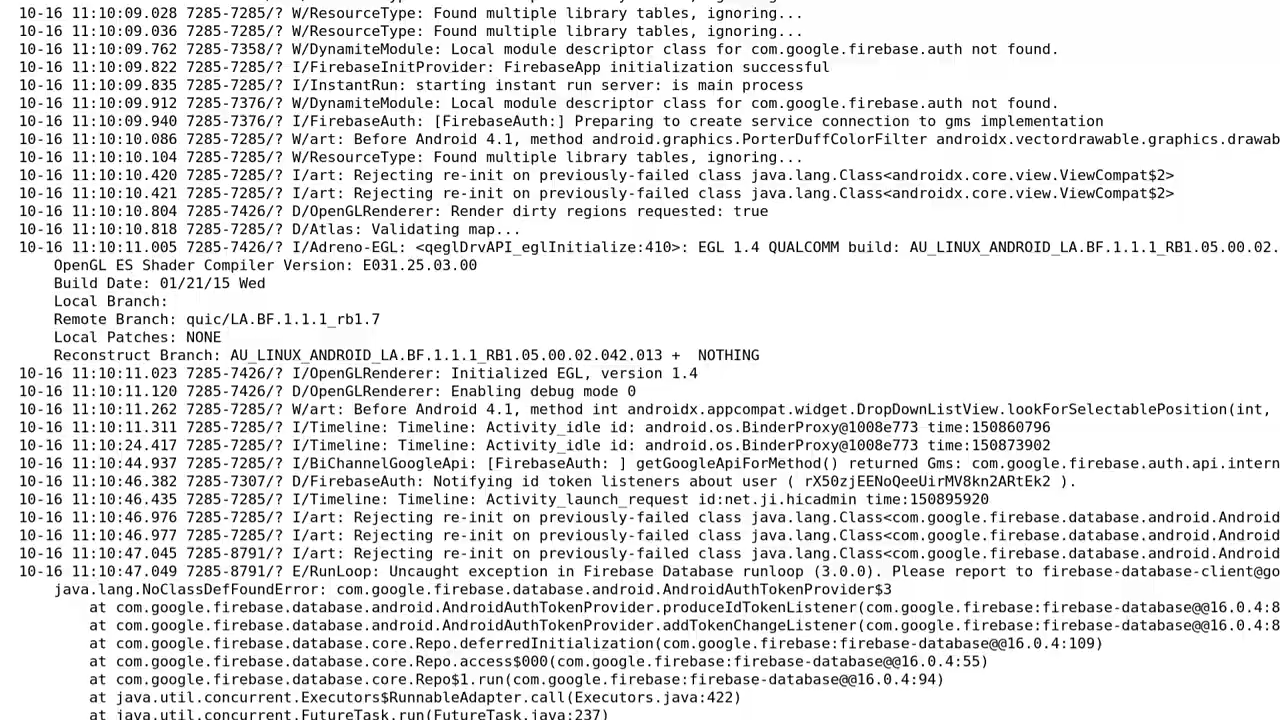 10-16 11:10:09.028 7285-7285/? W/ResourceType: Found multiple library tables, ignoring...
10-16 11:10:09.036 7285-7285/? W/ResourceType: Found multiple library tables, ignoring...
10-16 11:10:09.762 7285-7358/? W/DynamiteModule: Local module descriptor class for com.google.firebase.auth not found.
10-16 11:10:09.822 7285-7285/? I/FirebaseInitProvider: FirebaseApp initialization successful
10-16 11:10:09.835 7285-7285/? I/InstantRun: starting instant run server: is main process
10-16 11:10:09.912 7285-7376/? W/DynamiteModule: Local module descriptor class for com.google.firebase.auth not found.
10-16 11:10:09.940 7285-7376/? I/FirebaseAuth: [FirebaseAuth:] Preparing to create service connection to gms implementation
10-16 11:10:10.086 7285-7285/? W/art: Before Android 4.1, method android.graphics.PorterDuffColorFilter androidx.vectordrawable.graphics.drawab
10-16 11:10:10.104 7285-7285/? W/ResourceType: Found multiple library tables, ignoring...
10-16 11:10:10.420 7285-7285/? I/art: Rejecting re-init on previously-failed class java.lang.Class<androidx.core.view.ViewCompat$2>
10-16 11:10:10.421 7285-7285/? I/art: Rejecting re-init on previously-failed class java.lang.Class<androidx.core.view.ViewCompat$2>
10-16 11:10:10.804 7285-7426/? D/OpenGLRenderer: Render dirty regions requested: true
10-16 11:10:10.818 7285-7285/? D/Atlas: Validating map...
10-16 11:10:11.005 7285-7426/? I/Adreno-EGL: <qeglDrvAPI_eglInitialize:410>: EGL 1.4 QUALCOMM build: AU_LINUX_ANDROID_LA.BF.1.1.1_RB1.05.00.02.
OpenGL ES Shader Compiler Version: E031.25.03.00
Build Date: 01/21/15 Wed
Local Branch:
Remote Branch: quic/LA.BF.1.1.1_rb1.7
Local Patches: NONE
Reconstruct Branch: AU_LINUX_ANDROID_LA.BF.1.1.1_RB1.05.00.02.042.013 +  NOTHING
10-16 11:10:11.023 7285-7426/? I/OpenGLRenderer: Initialized EGL, version 1.4
10-16 11:10:11.120 7285-7426/? D/OpenGLRenderer: Enabling debug mode 0
10-16 11:10:11.262 7285-7285/? W/art: Before Android 4.1, method int androidx.appcompat.widget.DropDownListView.lookForSelectablePosition(int,
10-16 11:10:11.311 7285-7285/? I/Timeline: Timeline: Activity_idle id: android.os.BinderProxy@1008e773 time:150860796
10-16 11:10:24.417 7285-7285/? I/Timeline: Timeline: Activity_idle id: android.os.BinderProxy@1008e773 time:150873902
10-16 11:10:44.937 7285-7285/? I/BiChannelGoogleApi: [FirebaseAuth: ] getGoogleApiForMethod() returned Gms: com.google.firebase.auth.api.intern
10-16 11:10:46.382 7285-7307/? D/FirebaseAuth: Notifying id token listeners about user ( rX50zjEENoQeeUirMV8kn2ARtEk2 ).
10-16 11:10:46.435 7285-7285/? I/Timeline: Timeline: Activity_launch_request id:net.ji.hicadmin time:150895920
10-16 11:10:46.976 7285-7285/? I/art: Rejecting re-init on previously-failed class java.lang.Class<com.google.firebase.database.android.Android
10-16 11:10:46.977 7285-7285/? I/art: Rejecting re-init on previously-failed class java.lang.Class<com.google.firebase.database.android.Android
10-16 11:10:47.045 7285-8791/? I/art: Rejecting re-init on previously-failed class java.lang.Class<com.google.firebase.database.android.Android
10-16 11:10:47.049 7285-8791/? E/RunLoop: Uncaught exception in Firebase Database runloop (3.0.0). Please report to firebase-database-client@go
java.lang.NoClassDefFoundError: com.google.firebase.database.android.AndroidAuthTokenProvider$3
at com.google.firebase.database.android.AndroidAuthTokenProvider.produceIdTokenListener(com.google.firebase:firebase-database@@16.0.4:8
at com.google.firebase.database.android.AndroidAuthTokenProvider.addTokenChangeListener(com.google.firebase:firebase-database@@16.0.4:8
at com.google.firebase.database.core.Repo.deferredInitialization(com.google.firebase:firebase-database@@16.0.4:109)
at com.google.firebase.database.core.Repo.access$000(com.google.firebase:firebase-database@@16.0.4:55)
at com.google.firebase.database.core.Repo$1.run(com.google.firebase:firebase-database@@16.0.4:94)
at java.util.concurrent.Executors$RunnableAdapter.call(Executors.java:422)
at java.util.concurrent.FutureTask.run(FutureTask.java:237)